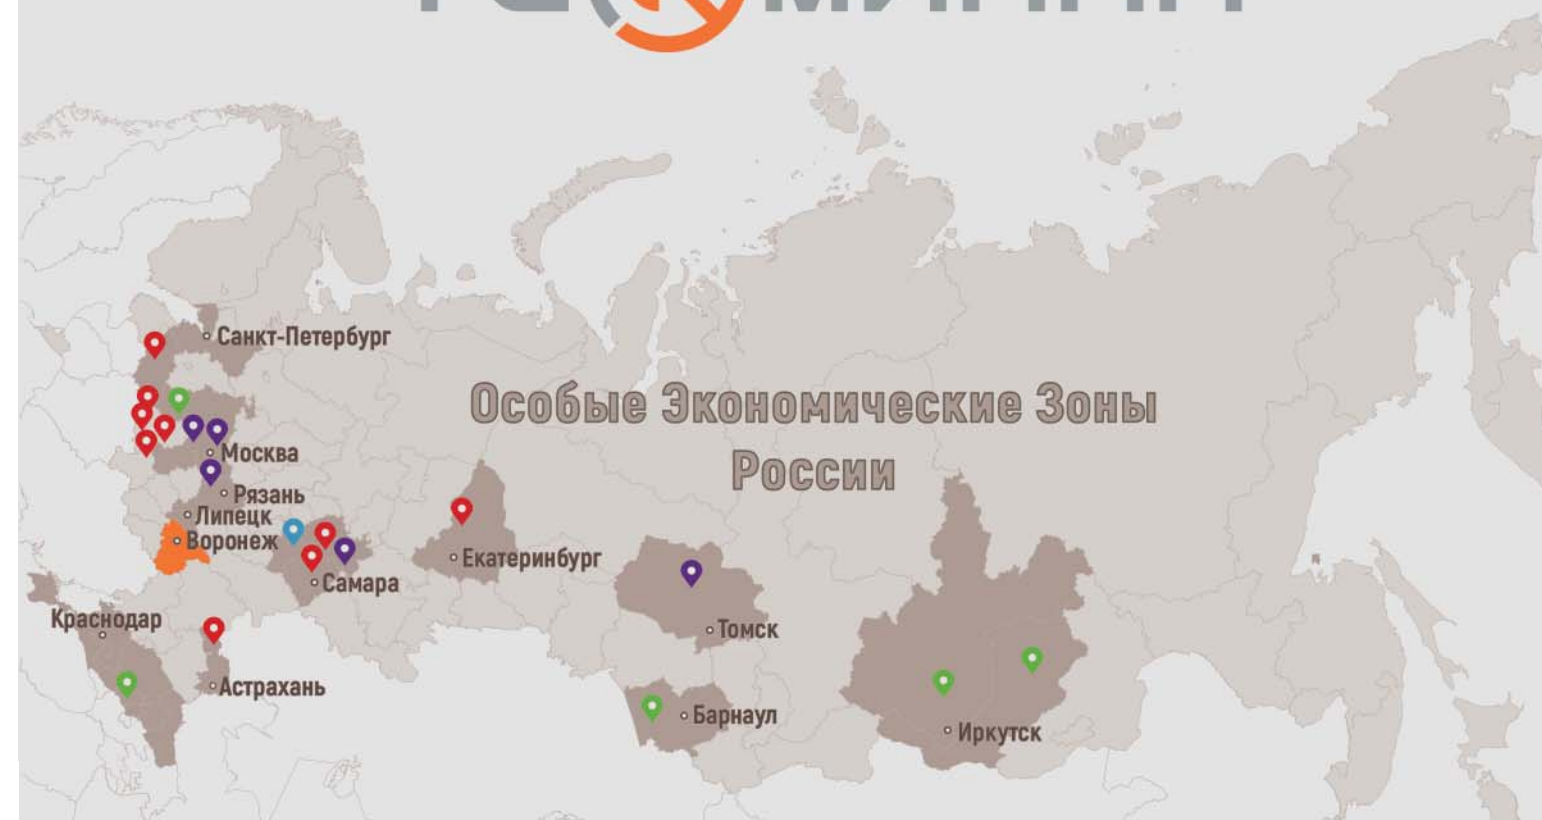 Санкт-Петербург
Особые Экономические Зоны
России
Москва
Рязань
Липецк
Воронеж
Екатеринбург
Самара
Краснодар
Томск
Астрахань
Барнаул
Иркутск